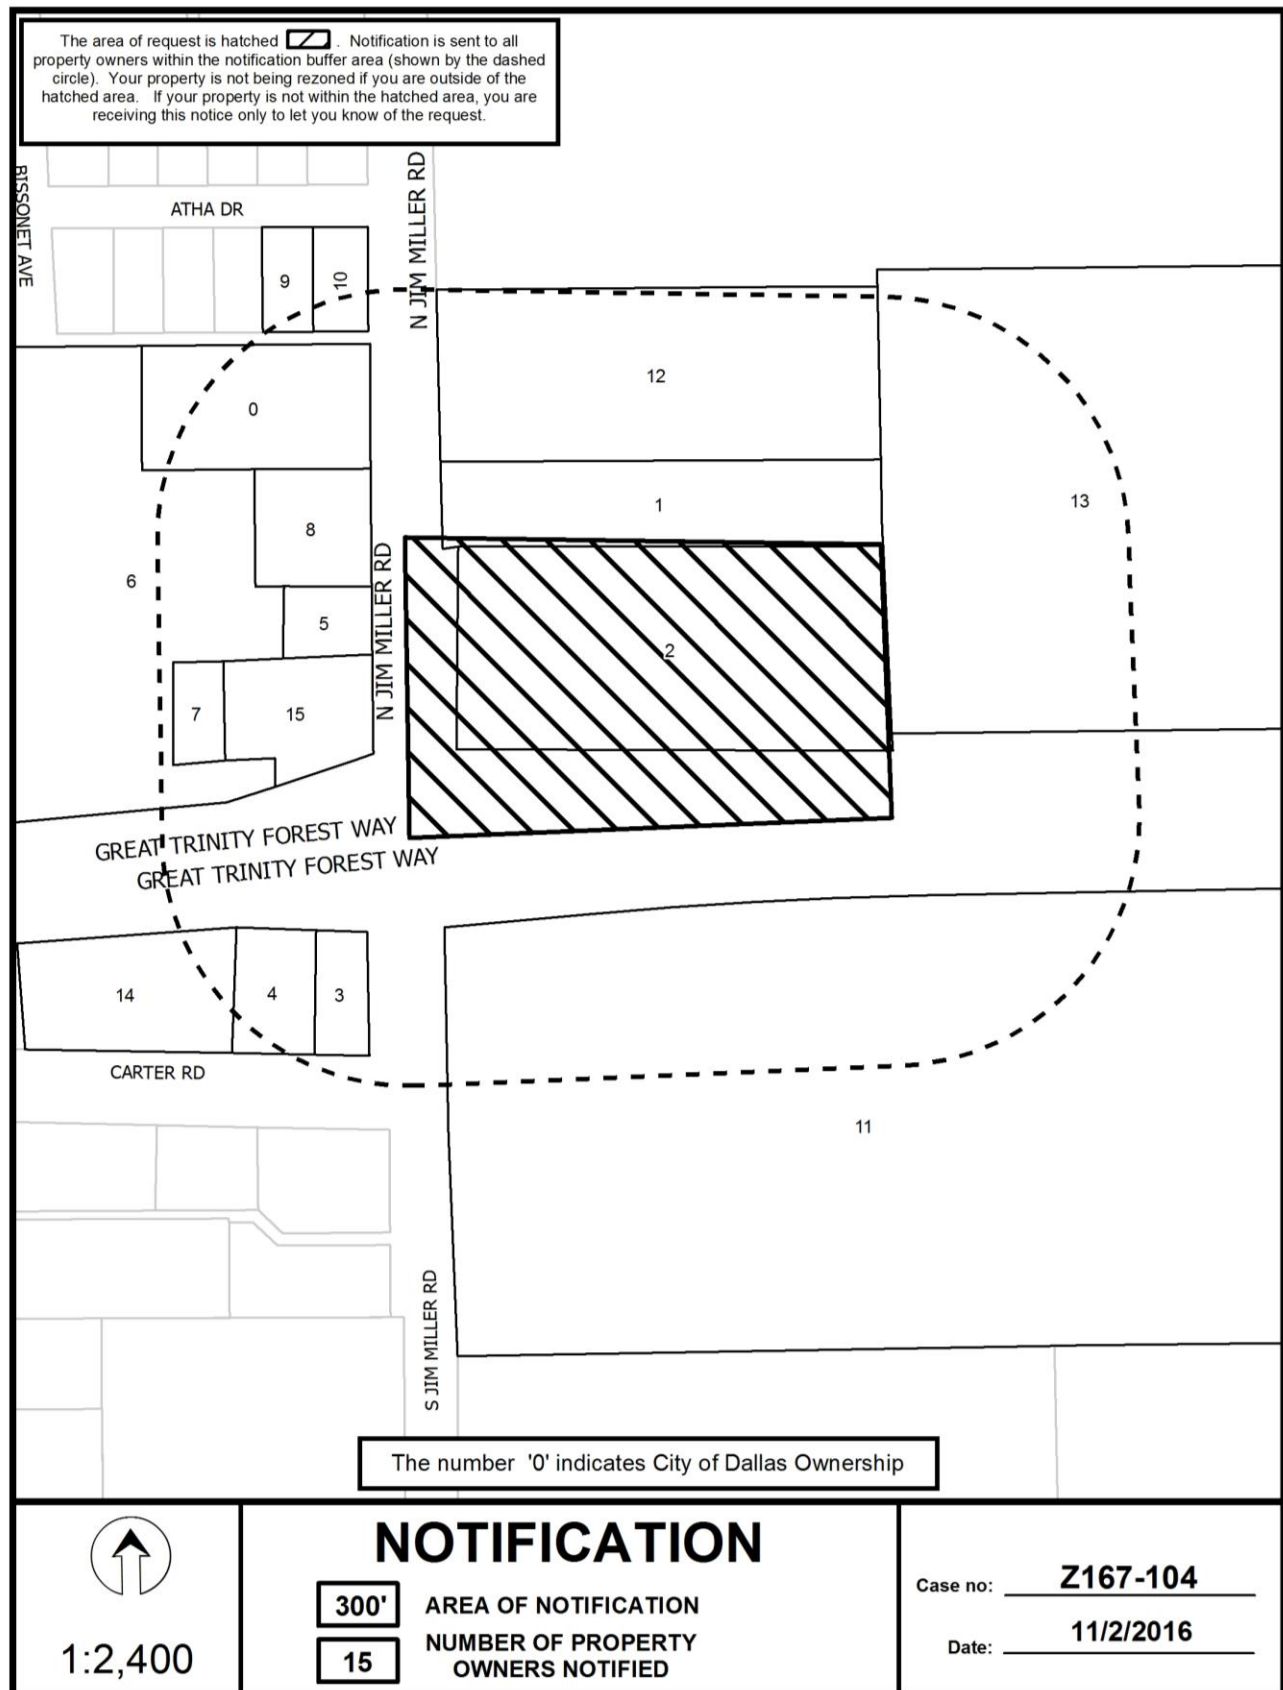 The area of request is hatched . Notification is sent to all
property owners within the notification buffer area (shown by the dashed
circle). Your property is not being rezoned if you are outside of the
hatched area. If your property is not within the hatched area, you are
receiving this notice only to let you know of the request.
BISSONET AVE
ATHA DR
N JIM MILLER RD
9
10
12
0
13
1
8
6
5
N JIM MILLER RD
2
7
15
GREAT TRINITY FOREST WAY
GREAT TRINITY FOREST WAY
14
4
3
CARTER RD
11
S JIM MILLER RD
The number '0' indicates City of Dallas Ownership
1:2,400
NOTIFICATION
300' AREA OF NOTIFICATION
15 NUMBER OF PROPERTY
OWNERS NOTIFIED
Case no: Z167-104
Date: 11/2/2016